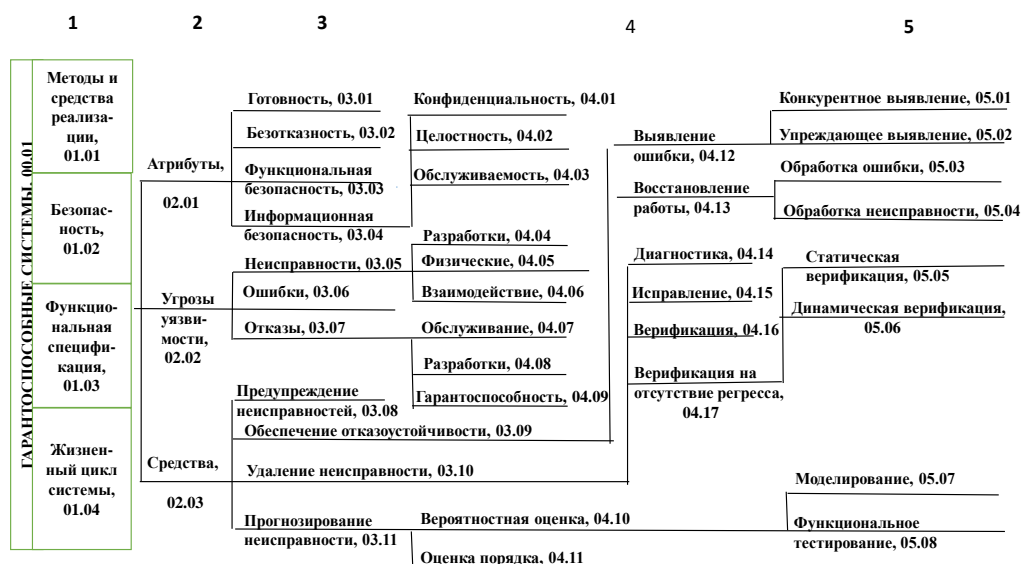 1
2
3
4
5
ГАРАНТОСПОСОБНЫЕ СИСТЕМЫ, 00.01
Методы и
средства
реализа-
ции,
01.01
Безопас-
ность,
01.02
Функцио-
нальная
специфи-
кация,
01.03
Жизнен-
ный цикл
системы,
01.04
Атрибуты,
02.01
Угрозы
уязви-
мости,
02.02
Средства,
02.03
Готовность, 03.01
Безотказность, 03.02
Функциональная
безопасность, 03.03
Информационная
безопасность, 03.04
Неисправности, 03.05
Ошибки, 03.06
Отказы, 03.07
Предупреждение
неисправностей, 03.08
Обеспечение отказоустойчивости, 03.09
Удаление неисправности, 03.10
Прогнозирование
неисправности, 03.11
Конфиденциальность, 04.01
Целостность, 04.02
Обслуживаемость, 04.03
Разработки, 04.04
Физические, 04.05
Взаимодействие, 04.06
Обслуживание, 04.07
Разработки, 04.08
Гарантоспособность, 04.09
Вероятностная оценка, 04.10
Оценка порядка, 04.11
Выявление
ошибки, 04.12
Восстановление
работы, 04.13
Диагностика, 04.14
Исправление, 04.15
Верификация, 04.16
Верификация на
отсутствие регресса,
04.17
Конкурентное выявление, 05.01
Упреждающее выявление, 05.02
Обработка ошибки, 05.03
Обработка неисправности, 05.04
Статическая
верификация, 05.05
Динамическая верификация,
05.06
Моделирование, 05.07
Функциональное
тестирование, 05.08